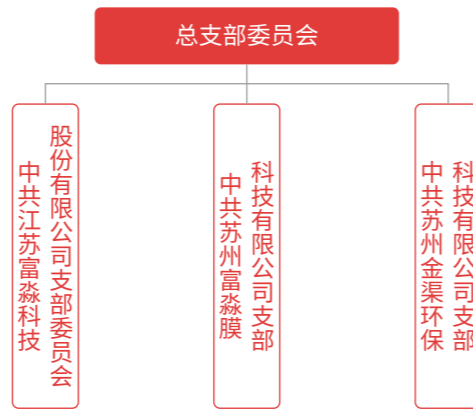 总支部委员会
中共江苏富淼科技
股份有限公司支部委员会
中共苏州富淼膜
科技有限公司支部
中共苏州金渠环保
科技有限公司支部